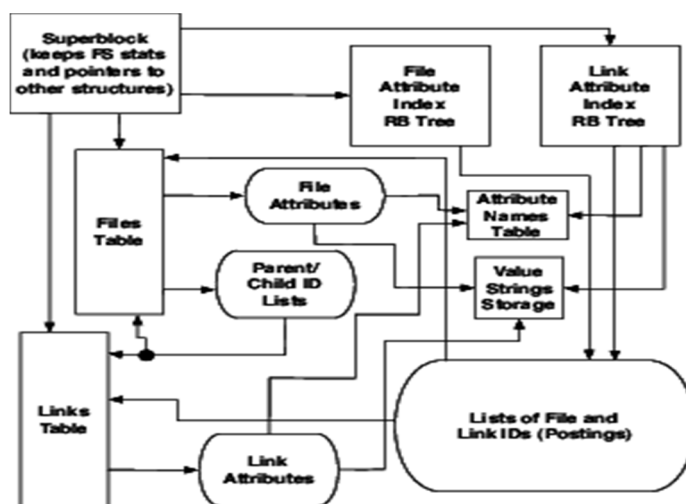 Superblock
(keeps FS stats
and pointers to
other structures)
File
Attribute
Index
RB Tree
Link
Attribute
Index
RB Tree
Files
Table
File
Attributes
Attribute
Names
Table
Parent/
Child ID
Lists
Value
Strings
Storage
Links
Table
Link
Attributes
Lists of File and
Link IDs (Postings)